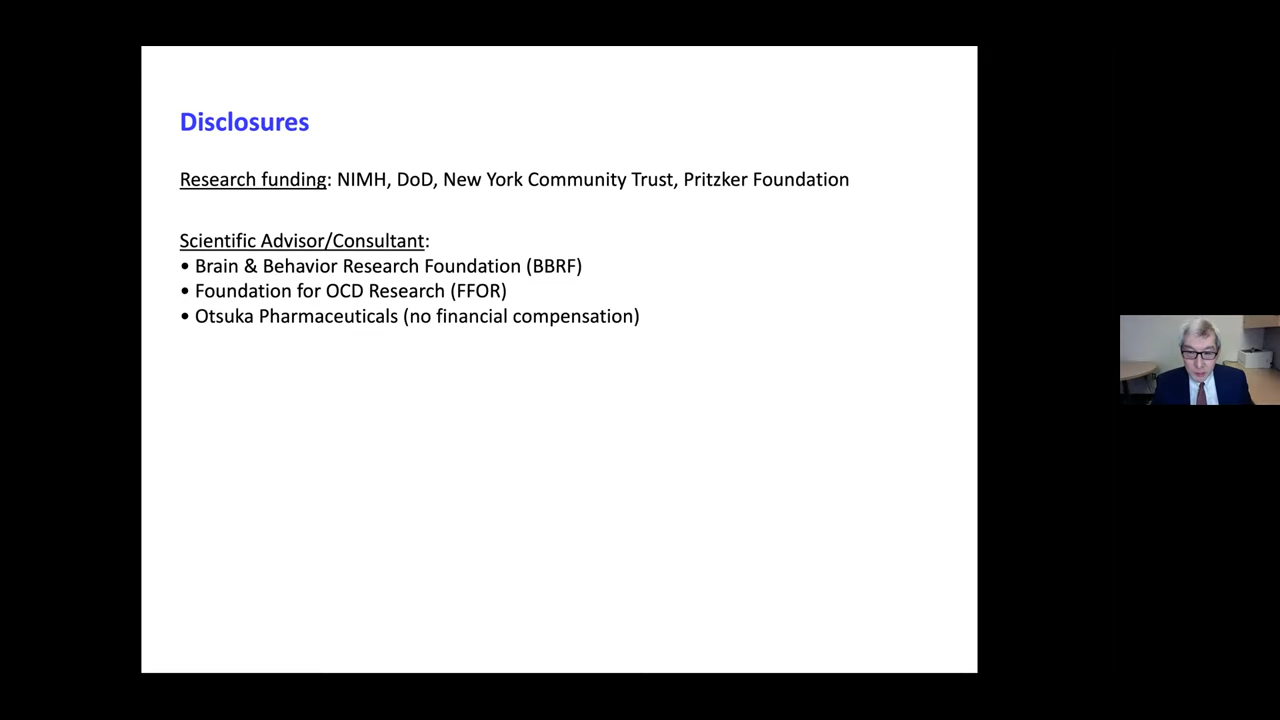 Disclosures
Research funding: NIMH, DoD, New York Community Trust, Pritzker Foundation
Scientific Advisor/Consultant:
• Brain & Behavior Research Foundation (BBRF)
• Foundation for OCD Research (FFOR)
• Otsuka Pharmaceuticals (no financial compensation)